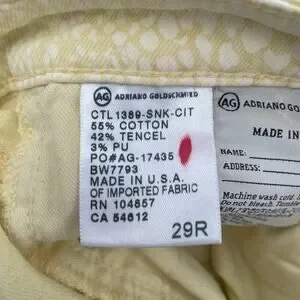 AG ADRIANO GOLDSCHMIED
CTL1389-SNK-CIT
55% COTTON
42% TENCEL
3% PU
PO#AG-17435
BW7793
MADE IN U.S.A.
OF IMPORTED FABRIC
RN 104857
CA 54612
29R
AG ADRIANO GOLDS
MADE IN
NAME:
ADDRESS:
Machine wash cold.
Do not bleach. Tumble